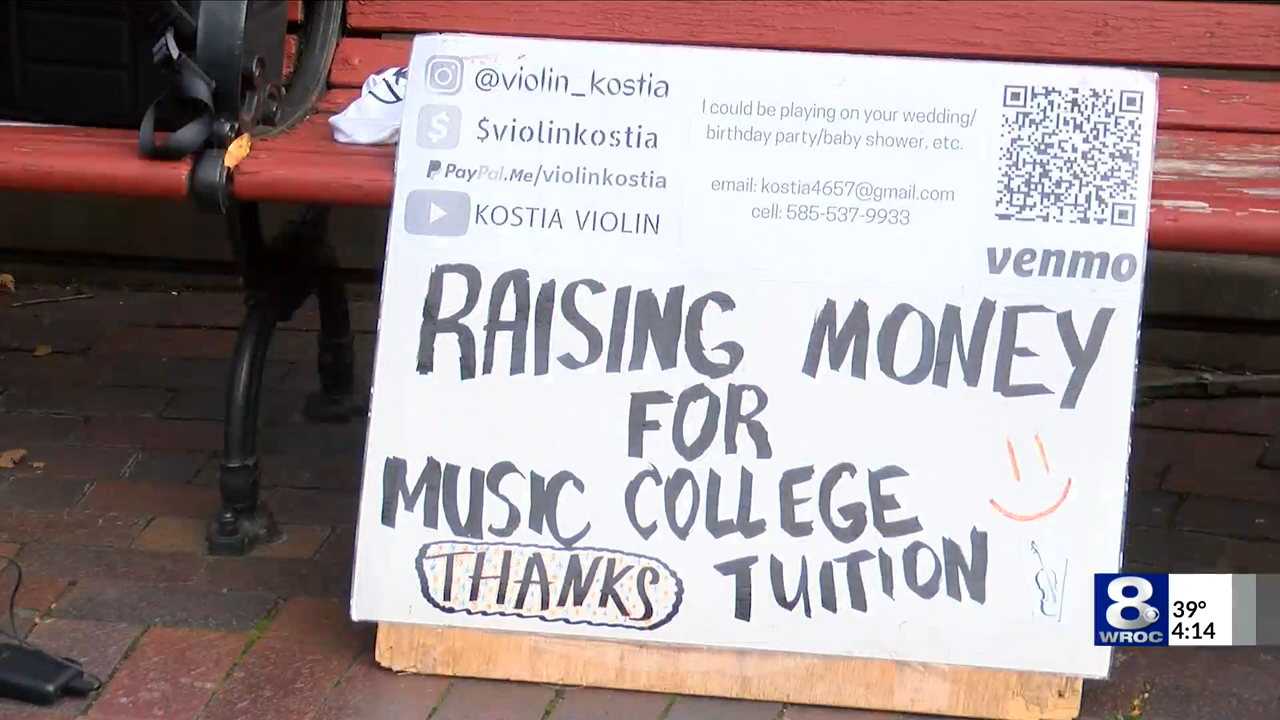 @violin_kostia
$violinkostia
PayPal.Me/violinkostia
KOSTIA VIOLIN
I could be playing on your wedding/
birthday party/baby shower, etc.
email: kostia4657@gmail.com
cell: 585-537-9933
venmo
RAISING MONEY
FOR
MUSIC COLLEGE
THANKS TUITION
8
WROC
39°
4:14